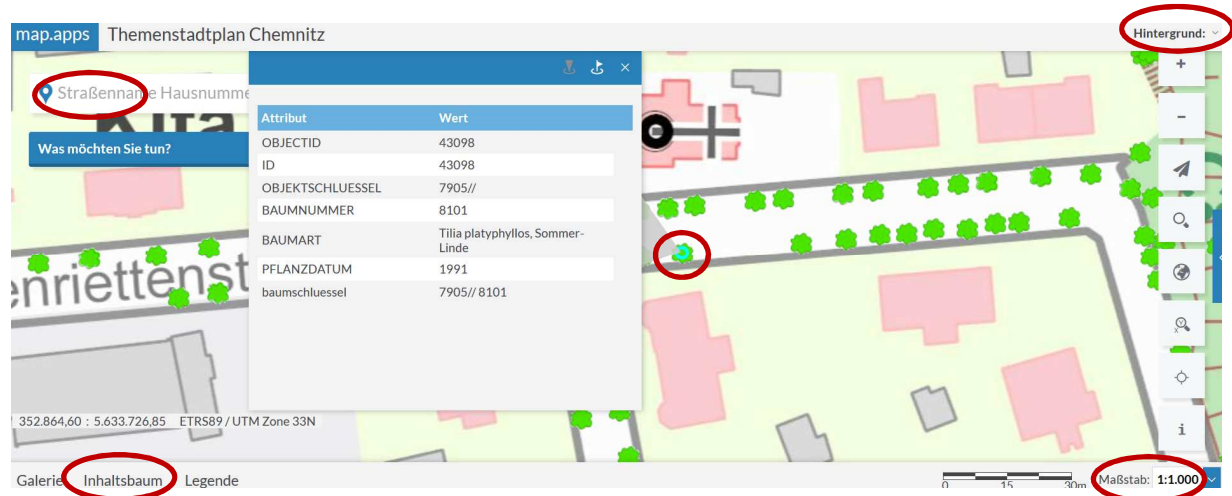 map.apps Themenstadtplan Chemnitz
Hintergrund:
Straßenname Hausnumme
Kita
Was möchten Sie tun?
Attribut Wert
OBJECTID 43098
ID 43098
OBJEKTSCHLUESSEL 7905//
BAUMNUMMER 8101
BAUMART Tilia platyphyllos, Sommer-
Linde
PFLANZDATUM 1991
baumschluessel 7905// 8101
enriettenst
352.864,60 : 5.633.726,85 ETRS89 / UTM Zone 33N
Galerie Inhaltsbaum Legende
0 15 30m
Maßstab: 1:1.000